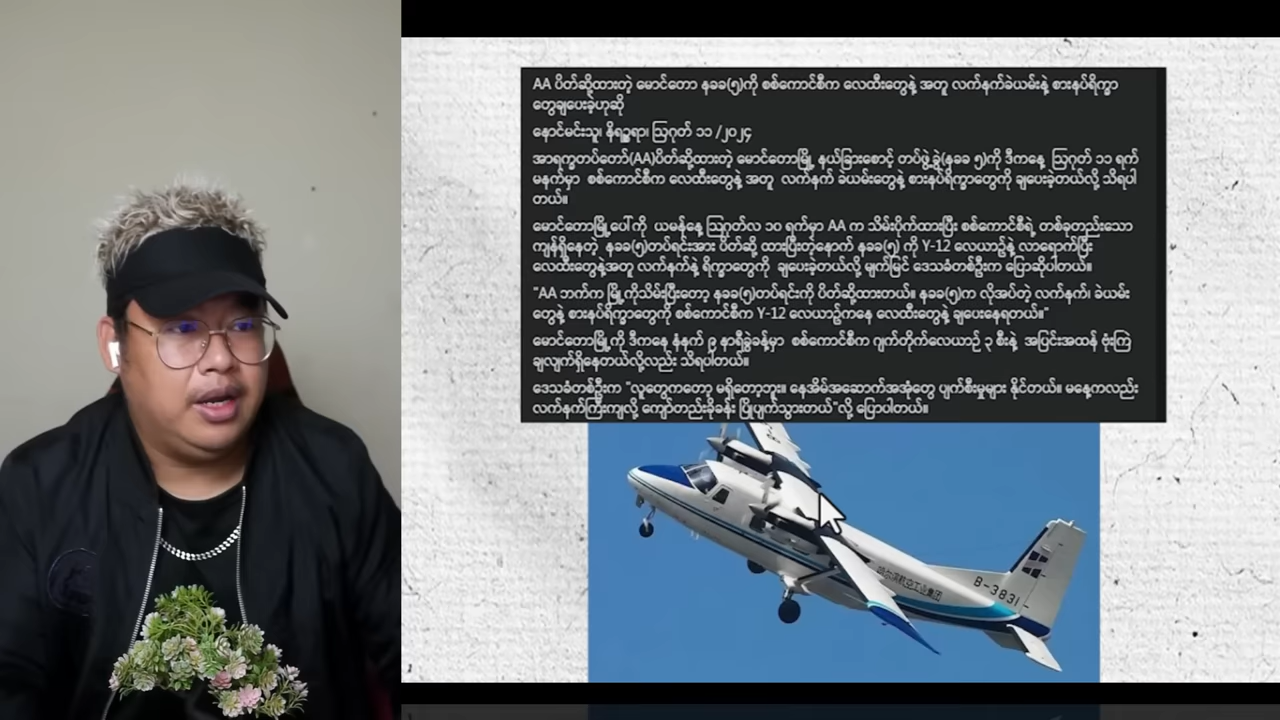 AA ပိတ်ဆို့ထားတဲ့ မောင်တော နခခ(၅)ကို စစ်ကောင်စီက လေထီးတွေနဲ့ အတူ လက်နက်ခဲယမ်းနဲ့ စားနပ်ရိက္ခာ
တွေချပေးခဲ့ဟုဆို
နောင်မင်းသူ၊ နိရဉ္စရာ၊ ဩဂုတ် ၁၁ /၂၀၂၄
အာရက္ခတပ်တော်(AA)ပိတ်ဆို့ထားတဲ့ မောင်တောမြို့ နယ်ခြားစောင့် တပ်ဖွဲ့ခွဲ(နခခ ၅)ကို ဒီကနေ့ ဩဂုတ် ၁၁ ရက်
မနက်မှာ စစ်ကောင်စီက လေထီးတွေနဲ့ အတူ လက်နက် ခဲယမ်းတွေနဲ့ စားနပ်ရိက္ခာတွေကို ချပေးခဲ့တယ်လို့ သိရပါ
တယ်။
မောင်တောမြို့ပေါ်ကို ယမန်နေ့ ဩဂုတ်လ ၁၀ ရက်မှာ AA က သိမ်းပိုက်ထားပြီး စစ်ကောင်စီရဲ့ တစ်ခုတည်းသော
ကျန်ရှိနေတဲ့ နခခ(၅)တပ်ရင်းအား ပိတ်ဆို့ ထားပြီးတဲ့နောက် နခခ(၅) ကို Y-12 လေယာဥ်နဲ့ လာရောက်ပြီး
လေထီးတွေနဲ့အတူ လက်နက်နဲ့ ရိက္ခာတွေကို ချပေးခဲ့တယ်လို့ မျက်မြင် ဒေသခံတစ်ဦးက ပြောဆိုပါတယ်။
"AA ဘက်က မြို့ကိုသိမ်းပြီးတော့ နခခ(၅)တပ်ရင်းကို ပိတ်ဆို့ထားတယ်။ နခခ(၅)က လိုအပ်တဲ့ လက်နက်၊ ခဲယမ်း
တွေနဲ့ စားနပ်ရိက္ခာတွေကို စစ်ကောင်စီက Y-12 လေယာဥ်ကနေ လေထီးတွေနဲ့ ချပေးနေရတယ်။"
မောင်တောမြို့ကို ဒီကနေ့ နံနက် ၉ နာရီခွဲခန့်မှာ စစ်ကောင်စီက ဂျက်တိုက်လေယာဉ် ၃ စီးနဲ့ အပြင်းအထန် ဗုံးကြဲ
ချလျက်ရှိနေတယ်လို့လည်း သိရပါတယ်။
ဒေသခံတစ်ဦးက "လူတွေကတော့ မရှိတော့ဘူး။ နေအိမ်အဆောက်အအုံတွေ ပျက်စီးမှုများ နိုင်တယ်။ မနေ့ကလည်း
လက်နက်ကြီးကျလို့ ကျော်တည်းခိုခန်း ပြိုပျက်သွားတယ်"လို့ ပြောပါတယ်။
哈尔滨航空工业集团
B-3831